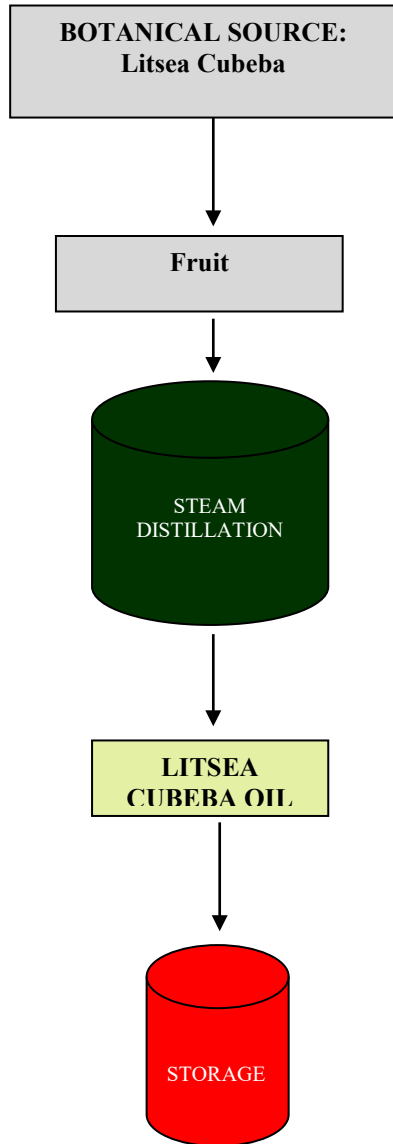 BOTANICAL SOURCE:
Litsea Cubeba
Fruit
STEAM
DISTILLATION
LITSEA
CUBEBA OIL
STORAGE